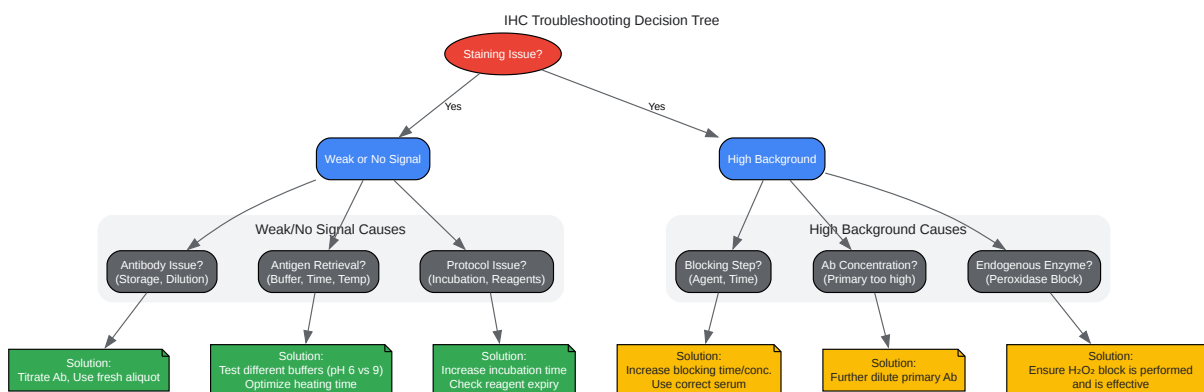 IHC Troubleshooting Decision Tree
Staining Issue?
Yes
Yes
Weak or No Signal
High Background
Weak/No Signal Causes
High Background Causes
Antibody Issue?
(Storage, Dilution)
Antigen Retrieval?
(Buffer, Time, Temp)
Protocol Issue?
(Incubation, Reagents)
Blocking Step?
(Agent, Time)
Ab Concentration?
(Primary too high)
Endogenous Enzyme?
(Peroxidase Block)
Solution:
Titrate Ab, Use fresh aliquot
Solution:
Test different buffers (pH 6 vs 9)
Optimize heating time
Solution:
Increase incubation time
Check reagent expiry
Solution:
Increase blocking time/conc.
Use correct serum
Solution:
Further dilute primary Ab
Solution:
Ensure H₂O₂ block is performed
and is effective